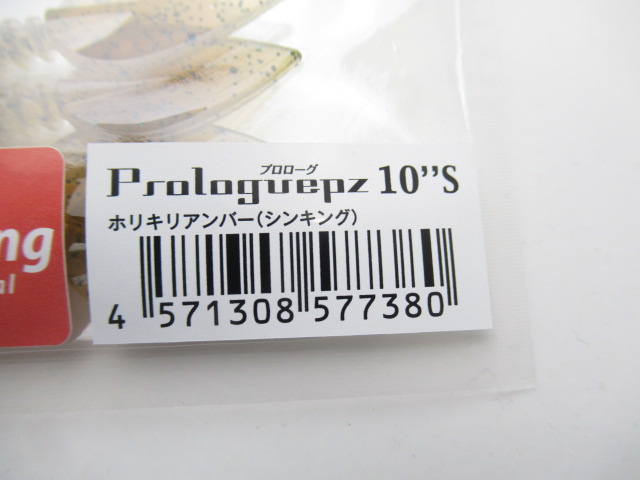 プロローグ
Prologuepz 10”S
ホリキリアンバー(シンキング)
4 571308 577380